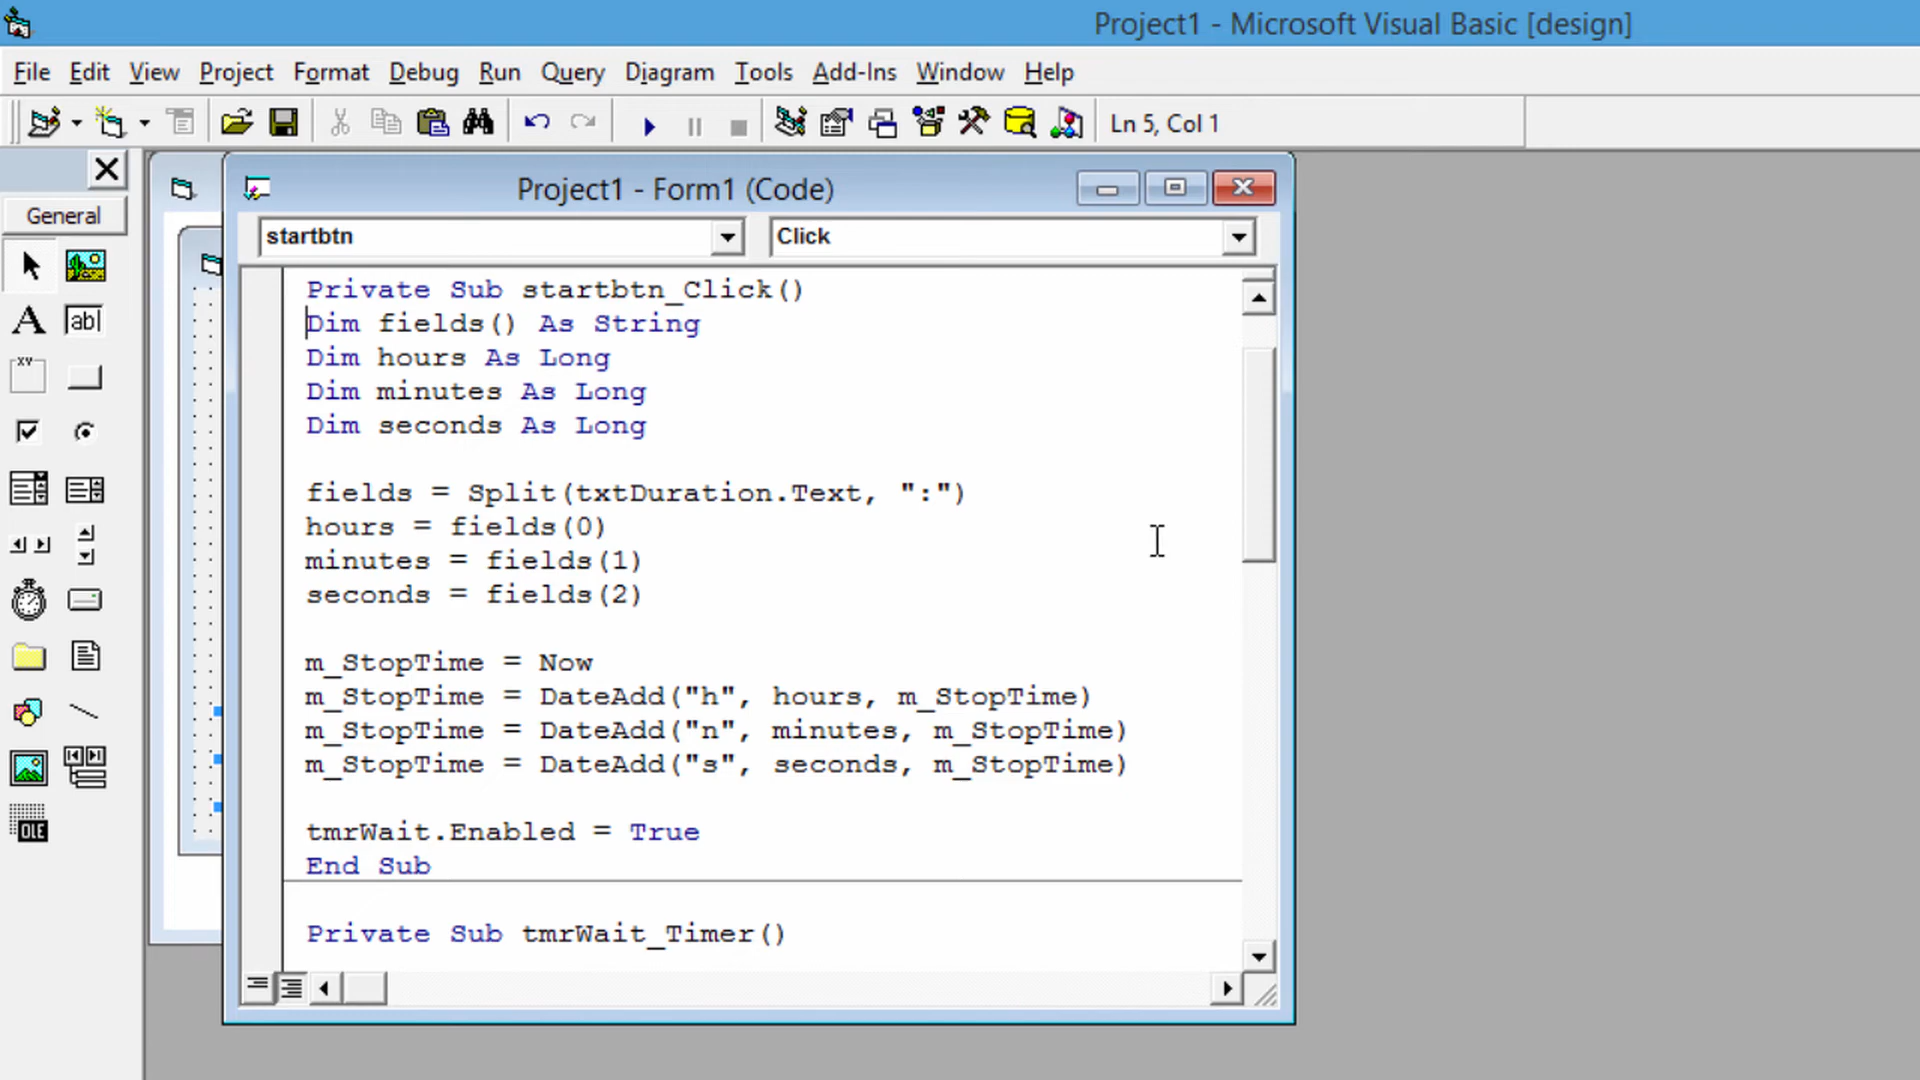 Project1 - Microsoft Visual Basic [design]
File Edit View Project Format Debug Run Query Diagram Tools Add-Ins Window Help
Ln 5, Col 1
General
A
abl
XY
OLE
Project1 - Form1 (Code)
startbtn
Click
Private Sub startbtn_Click()
Dim fields() As String
Dim hours As Long
Dim minutes As Long
Dim seconds As Long
fields = Split(txtDuration.Text, ":")
hours = fields(0)
minutes = fields(1)
seconds = fields(2)
m_StopTime = Now
m_StopTime = DateAdd("h", hours, m_StopTime)
m_StopTime = DateAdd("n", minutes, m_StopTime)
m_StopTime = DateAdd("s", seconds, m_StopTime)
tmrWait.Enabled = True
End Sub
Private Sub tmrWait_Timer()